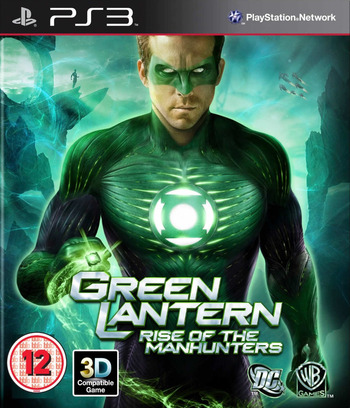 PS3
PlayStation®Network
GREEN
LANTERN
RISE OF THE
MANHUNTERS
12
3D
Compatible
Game
DC
WB
GAMES